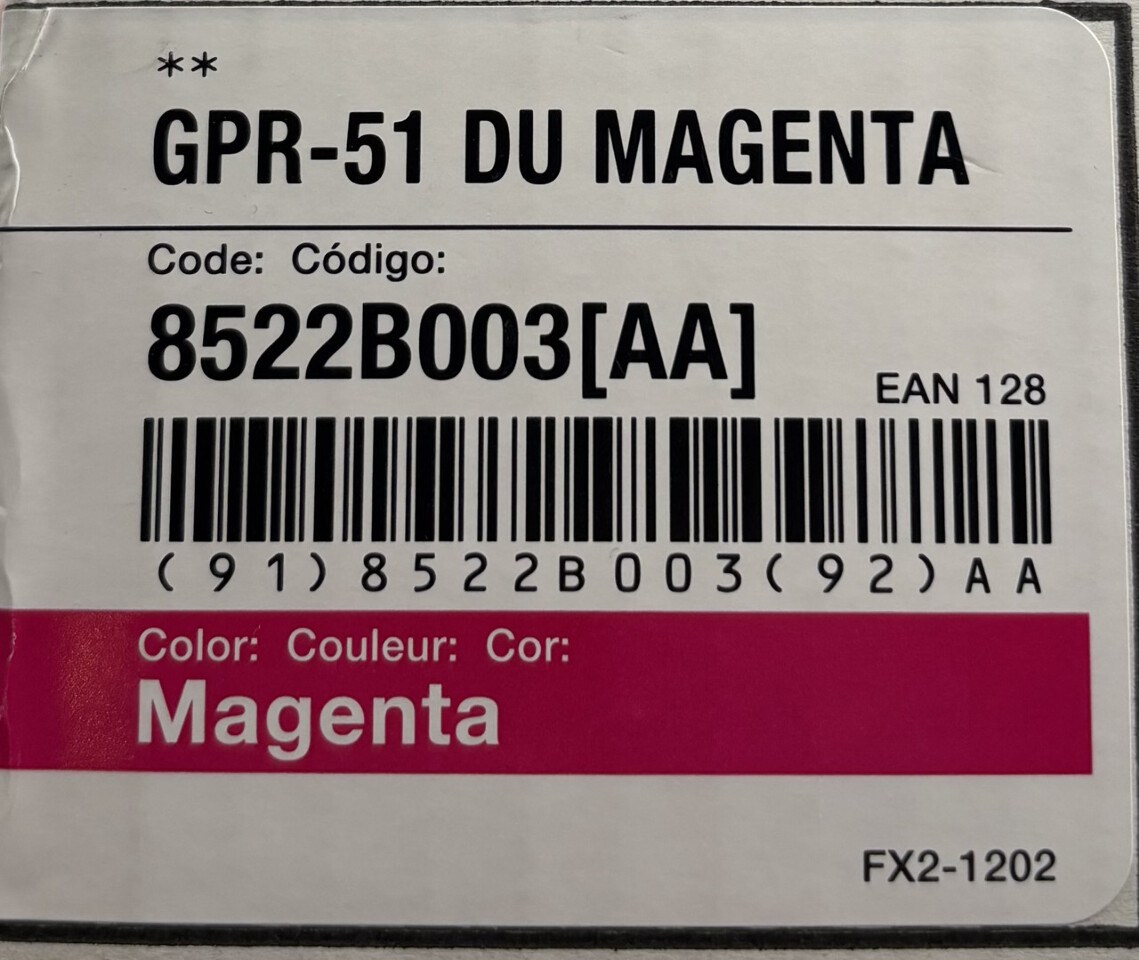 **
GPR-51 DU MAGENTA
Code: Código:
8522B003[AA]
EAN 128
(91)8522B003(92)AA
Color: Couleur: Cor:
Magenta
FX2-1202